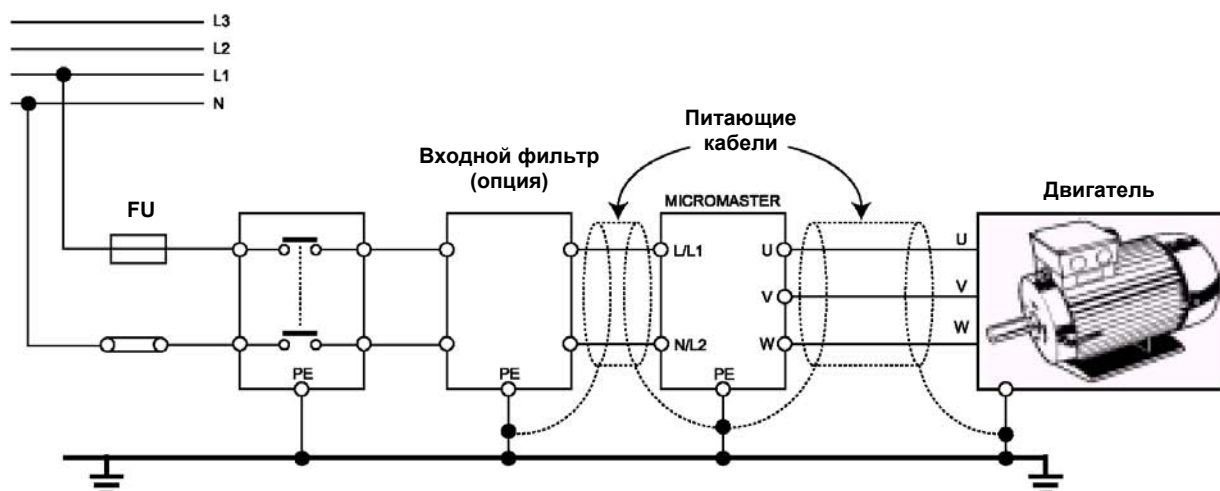 L3
L2
L1
N
Питающие
кабели
Входной фильтр
(опция)
Двигатель
FU
MICROMASTER
L/L1
U
U
V
V
W
N/L2
W
PE
PE
PE